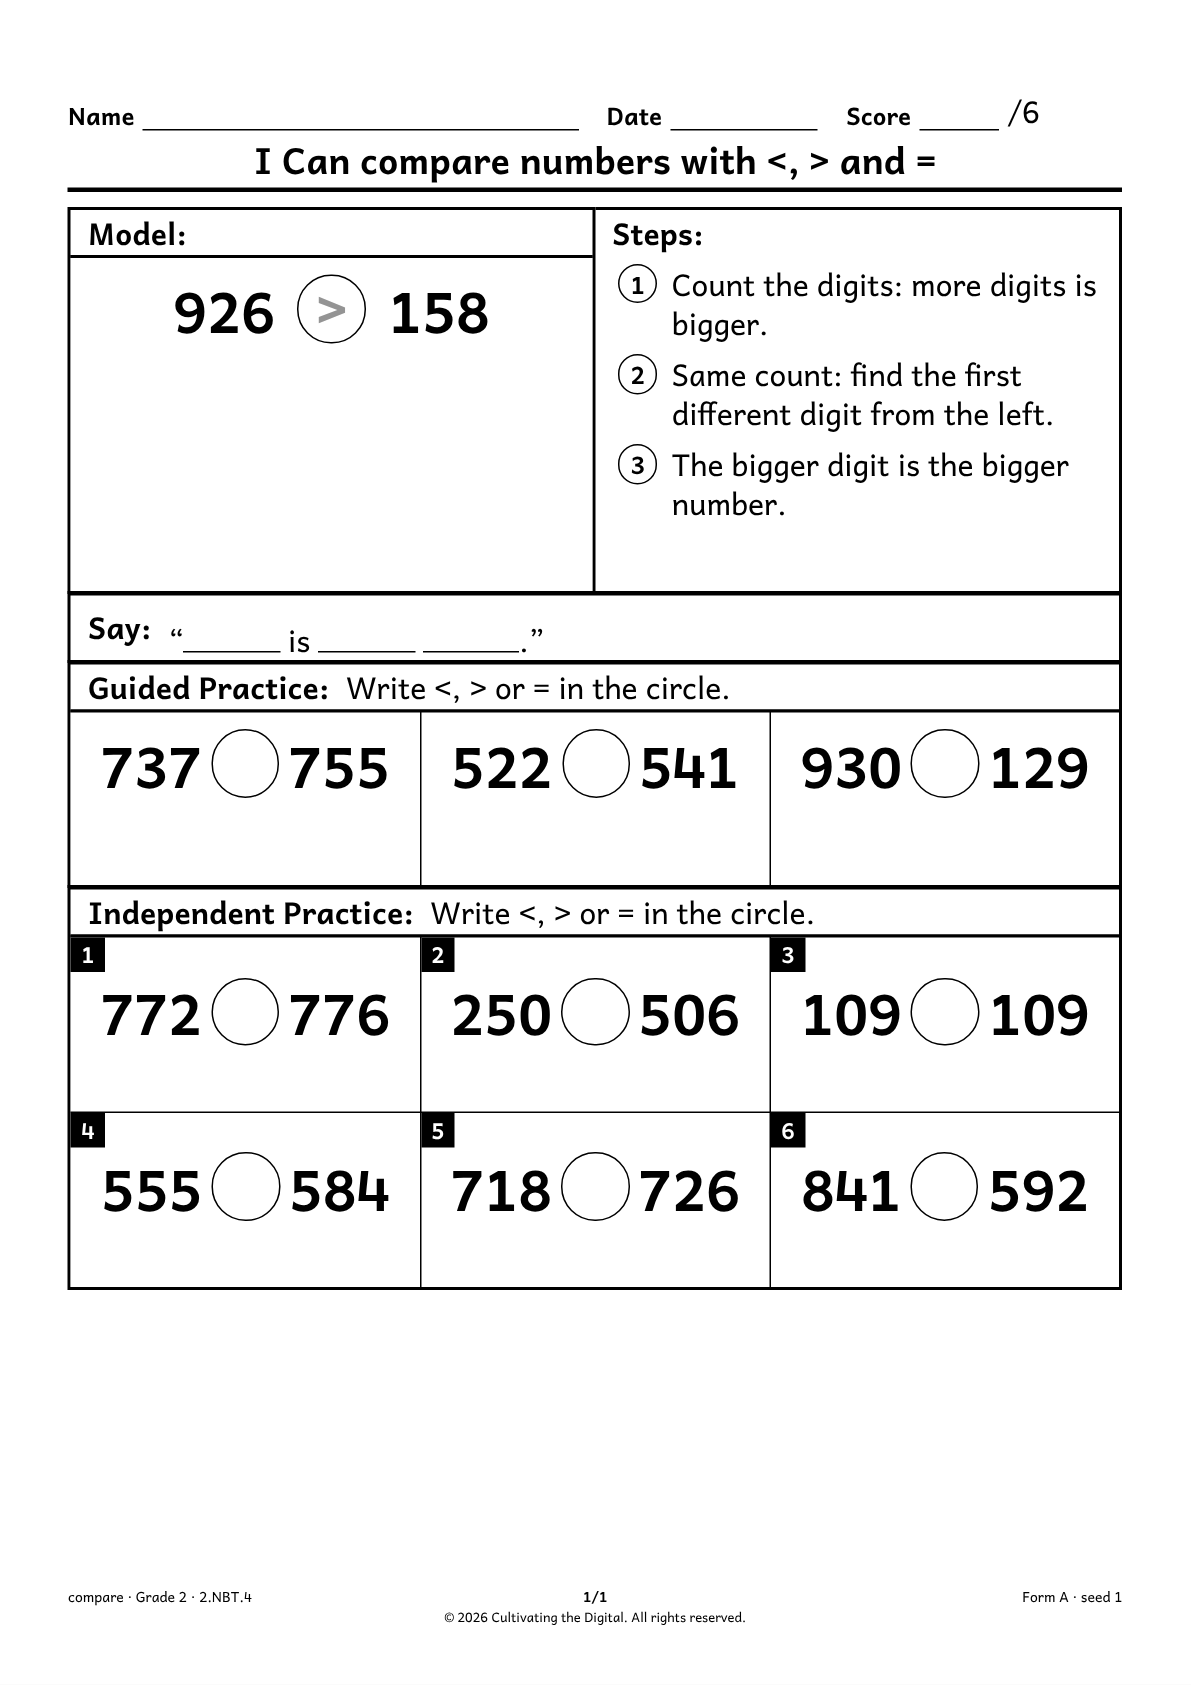 Name Date Score /6
I Can compare numbers with <, > and =
Model:
926 > 158
Steps:
1 Count the digits: more digits is
bigger.
2 Same count: find the first
different digit from the left.
3 The bigger digit is the bigger
number.
Say: “______ is ______ ______.”
Guided Practice: Write <, > or = in the circle.
737 755 522 541 930 129
Independent Practice: Write <, > or = in the circle.
1 2 3
772 776 250 506 109 109
4 5 6
555 584 718 726 841 592
compare · Grade 2 · 2.NBT.4 1/1 Form A · seed 1
© 2026 Cultivating the Digital. All rights reserved.